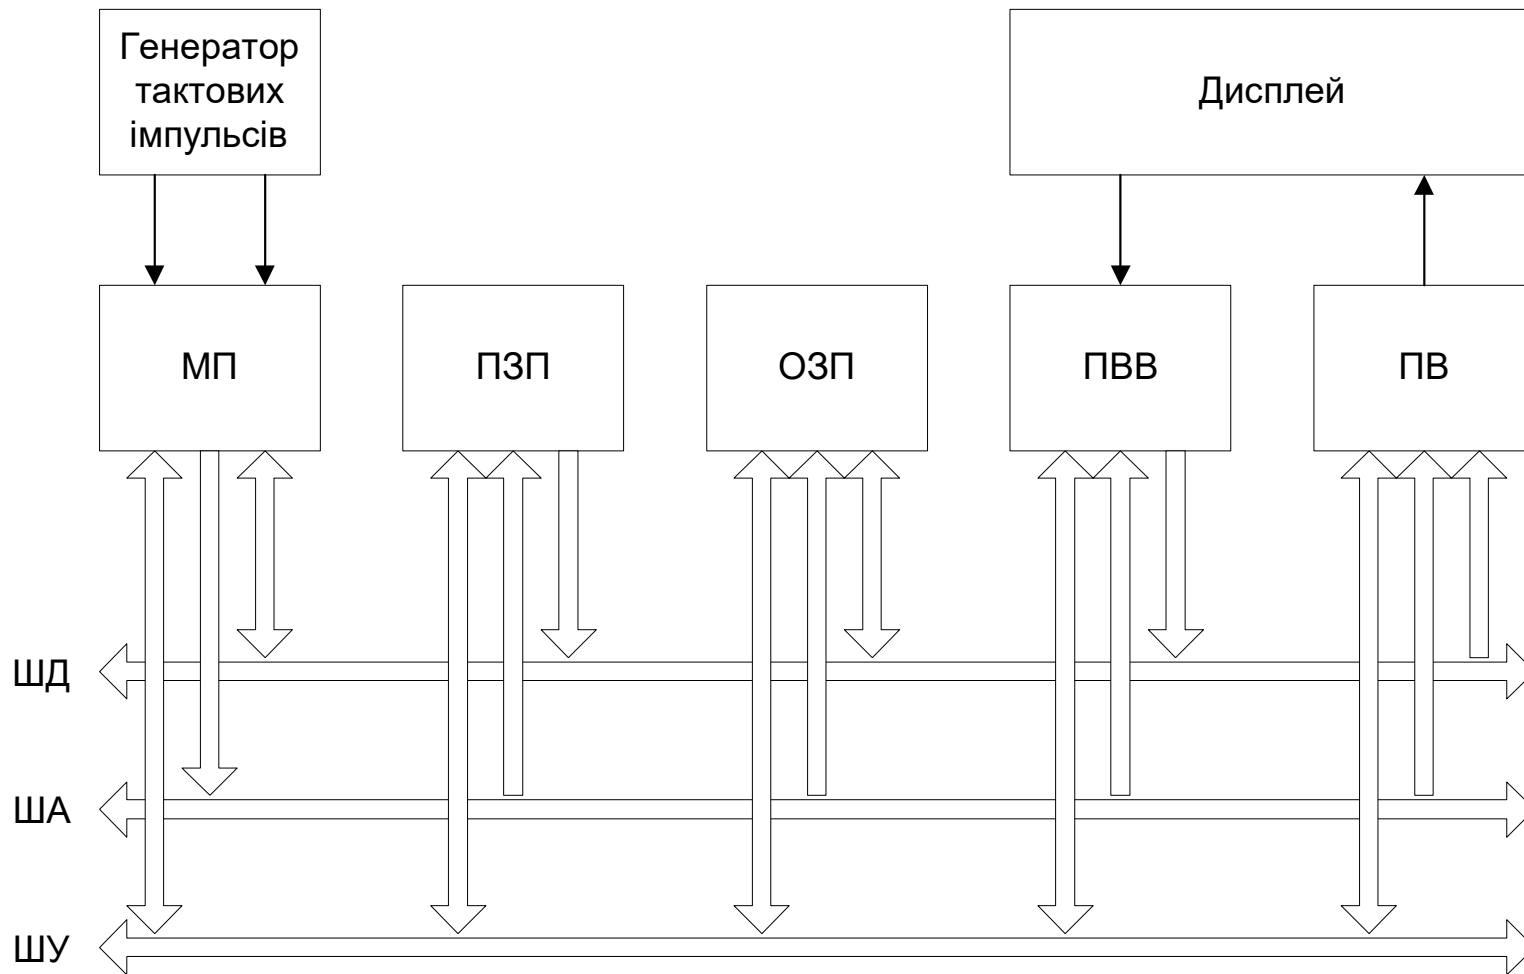 Генератор
тактових
імпульсів
Дисплей
МП
ПЗП
ОЗП
ПВВ
ПВ
ШД
ША
ШУ